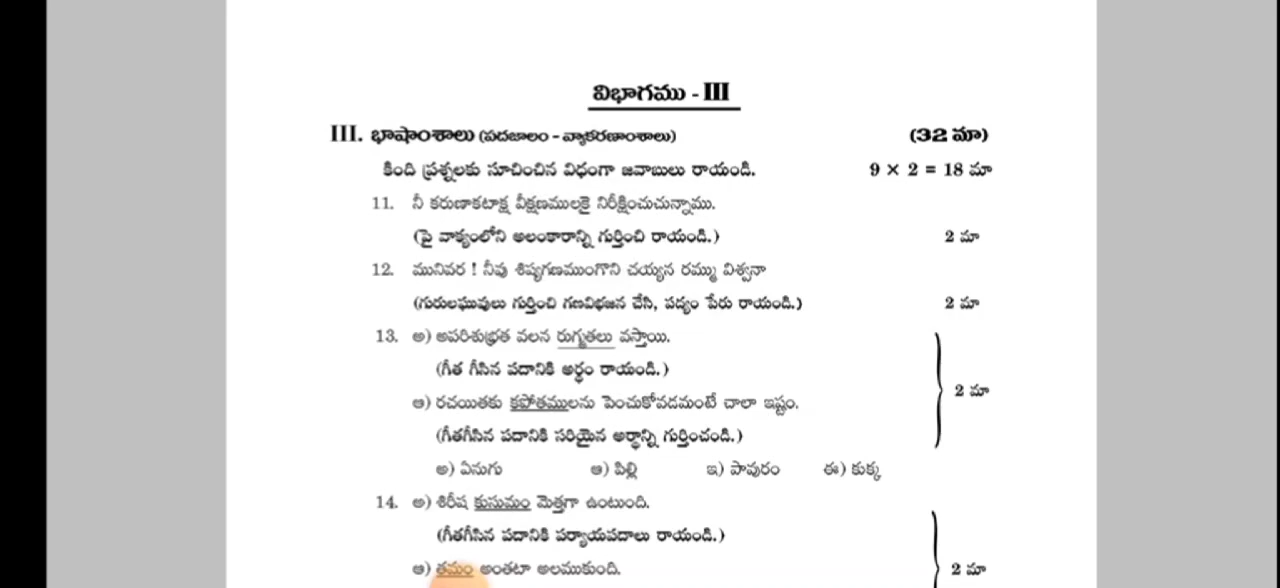 విభాగము - III
III. భాషాంశాలు (పదజాలం - వ్యాకరణాంశాలు) (32 మా)
కింది ప్రశ్నలకు సూచించిన విధంగా జవాబులు రాయండి. 9 × 2 = 18 మా
11. నీ కరుణాకటాక్ష వీక్షణములకై నిరీక్షించుచున్నాము.
(పై వాక్యంలోని అలంకారాన్ని గుర్తించి రాయండి.) 2 మా
12. మునివర ! నీవు శిష్యగణముంగొని చయ్యన రమ్ము విశ్వనా
(గురులఘువులు గుర్తించి గణవిభజన చేసి, పద్యం పేరు రాయండి.) 2 మా
13. అ) అపరిశుభ్రత వలన రుగ్మతలు వస్తాయి.
(గీత గీసిన పదానికి అర్థం రాయండి.)
2 మా
ఆ) రచయితకు కపోతములను పెంచుకోవడమంటే చాలా ఇష్టం.
(గీతగీసిన పదానికి సరియైన అర్థాన్ని గుర్తించండి.)
అ) ఏనుగు ఆ) పిల్లి ఇ) పావురం ఈ) కుక్క
14. అ) శిరీష కుసుమం మెత్తగా ఉంటుంది.
(గీతగీసిన పదానికి పర్యాయపదాలు రాయండి.)
ఆ) తమం అంతటా అలముకుంది. 2 మా